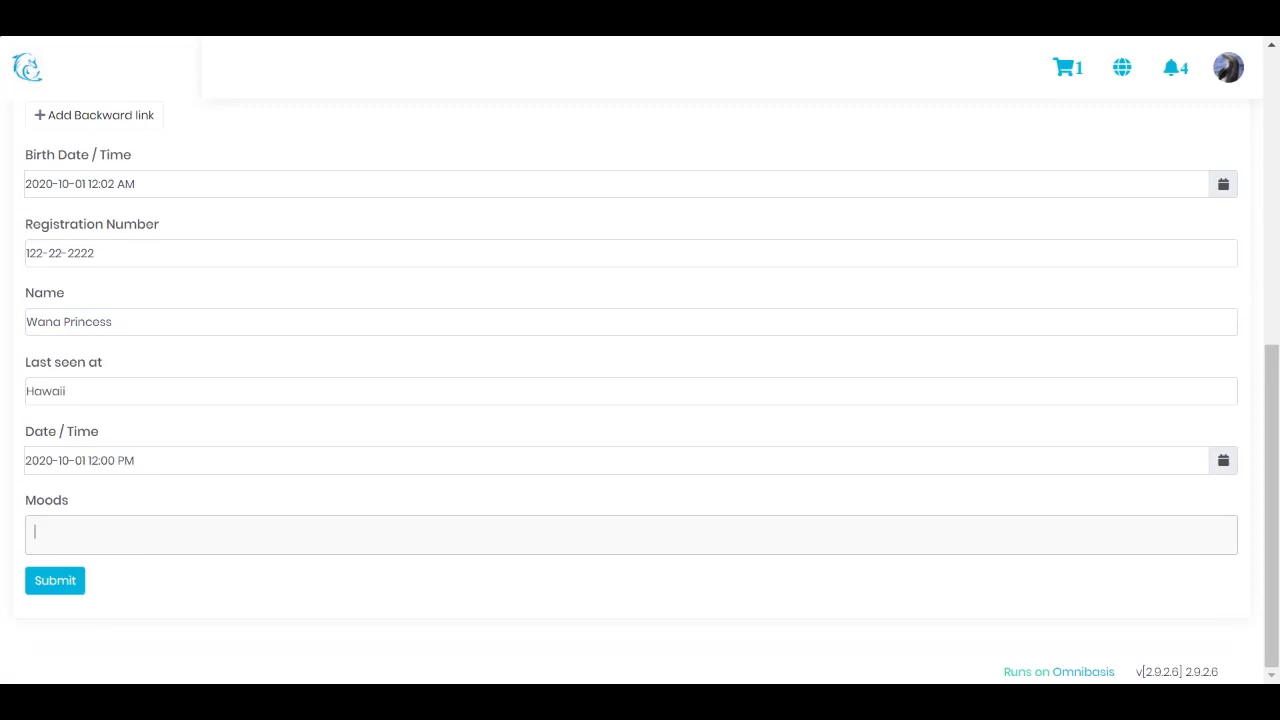 1
4
Add Backward link
Birth Date / Time
2020-10-01 12:02 AM
Registration Number
122-22-2222
Name
Wana Princess
Last seen at
Hawaii
Date / Time
2020-10-01 12:00 PM
Moods
Submit
Runs on Omnibasis v[2.9.2.6] 2.9.2.6